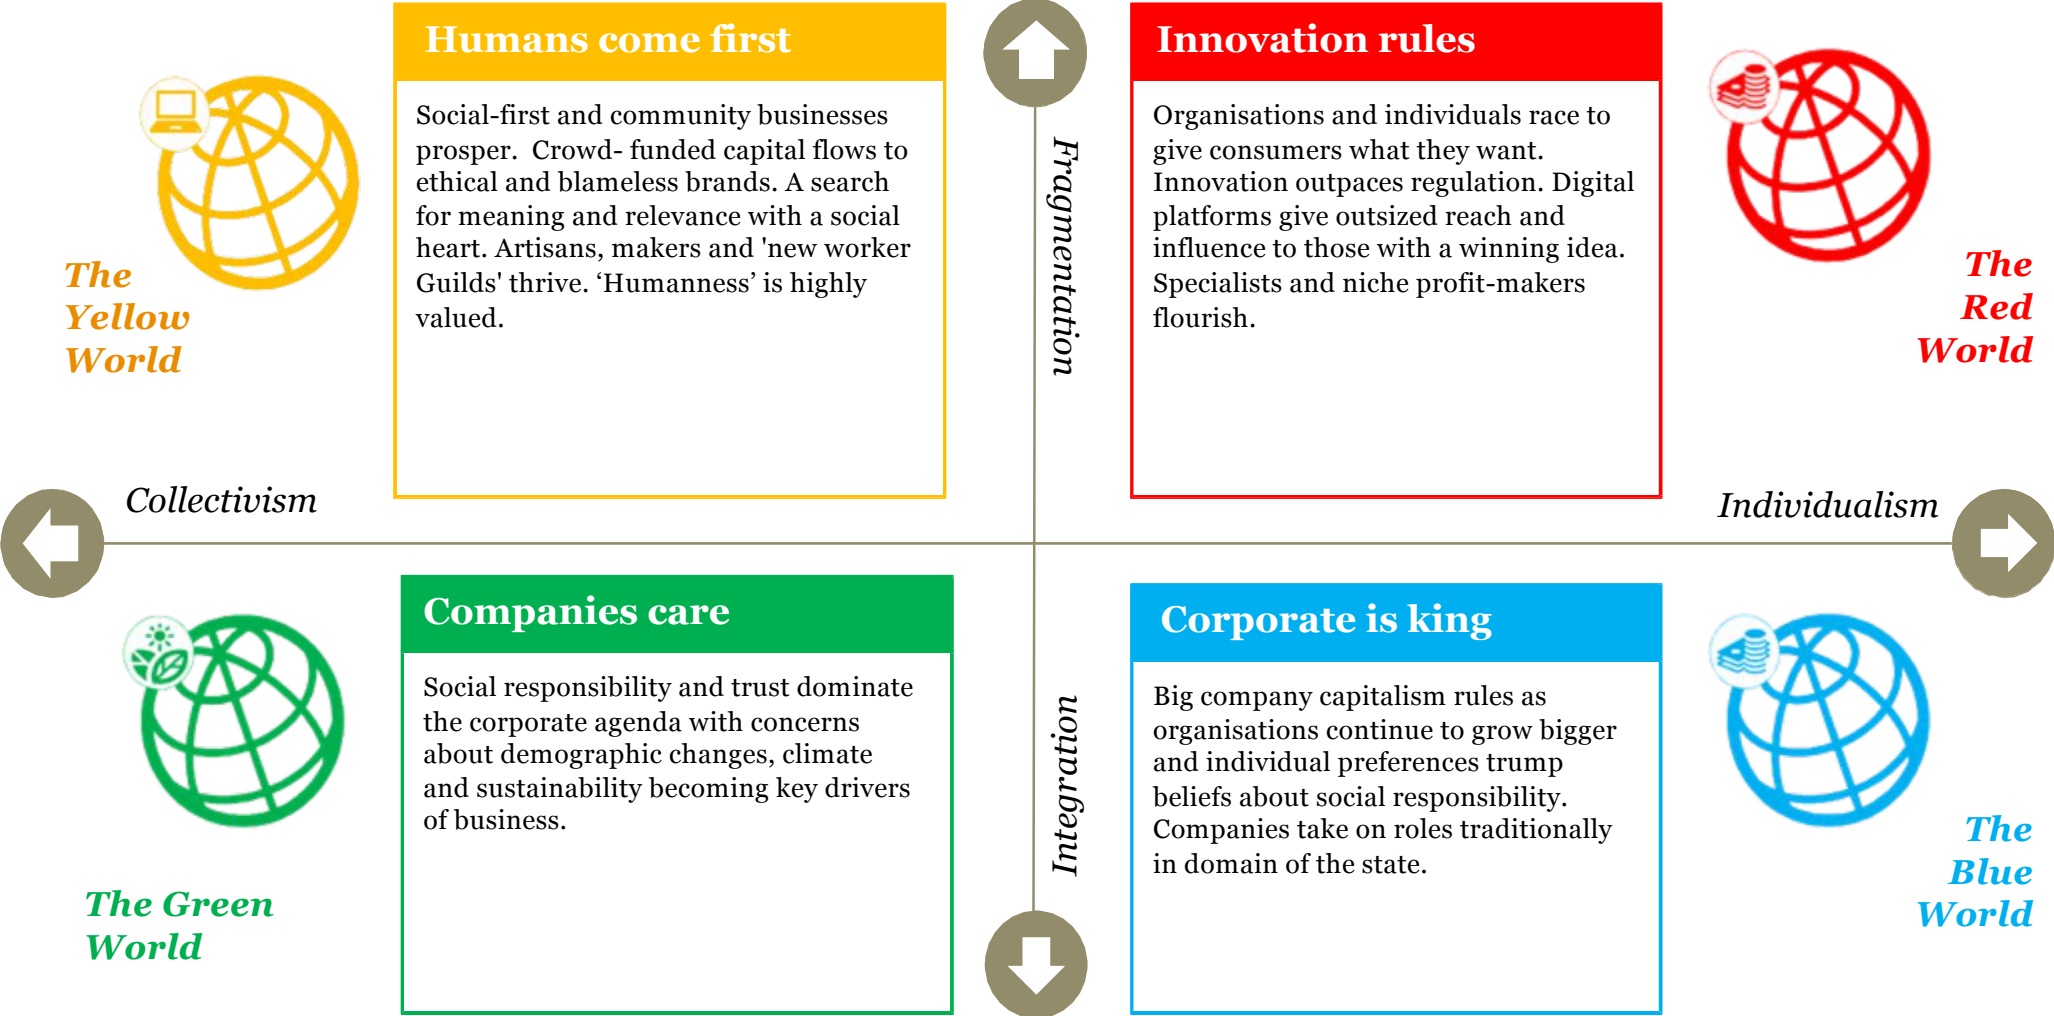 Humans come first
Social-first and community businesses
prosper.  Crowd- funded capital flows to
ethical and blameless brands. A search
for meaning and relevance with a social
heart. Artisans, makers and 'new worker
Guilds' thrive. ‘Humanness’ is highly
valued.
The
Yellow
World
Fragmentation
Innovation rules
Organisations and individuals race to
give consumers what they want.
Innovation outpaces regulation. Digital
platforms give outsized reach and
influence to those with a winning idea.
Specialists and niche profit-makers
flourish.
The
Red
World
Collectivism
Individualism
Companies care
Social responsibility and trust dominate
the corporate agenda with concerns
about demographic changes, climate
and sustainability becoming key drivers
of business.
The Green
World
Integration
Corporate is king
Big company capitalism rules as
organisations continue to grow bigger
and individual preferences trump
beliefs about social responsibility.
Companies take on roles traditionally
in domain of the state.
The
Blue
World